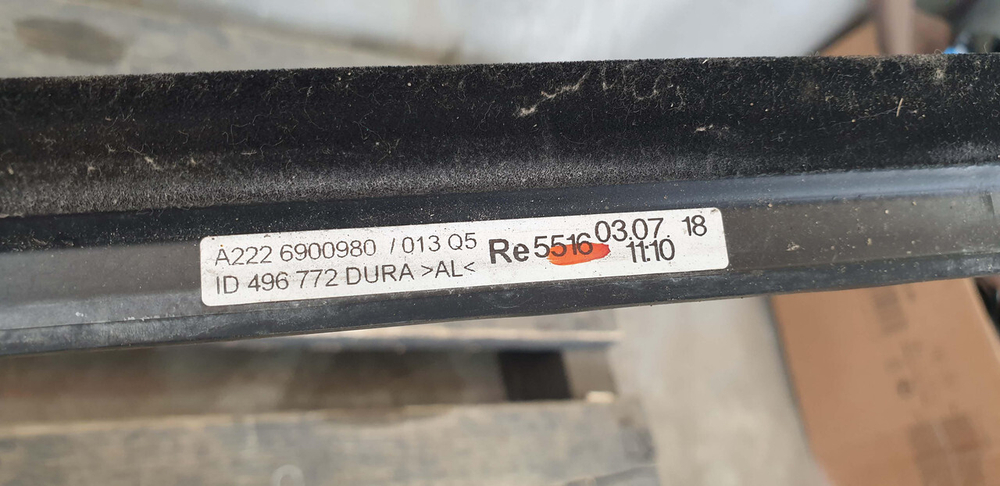 A222 6900980 /013 Q5
ID 496 772 DURA >AL<
Re 5516 03.07. 18
11:10